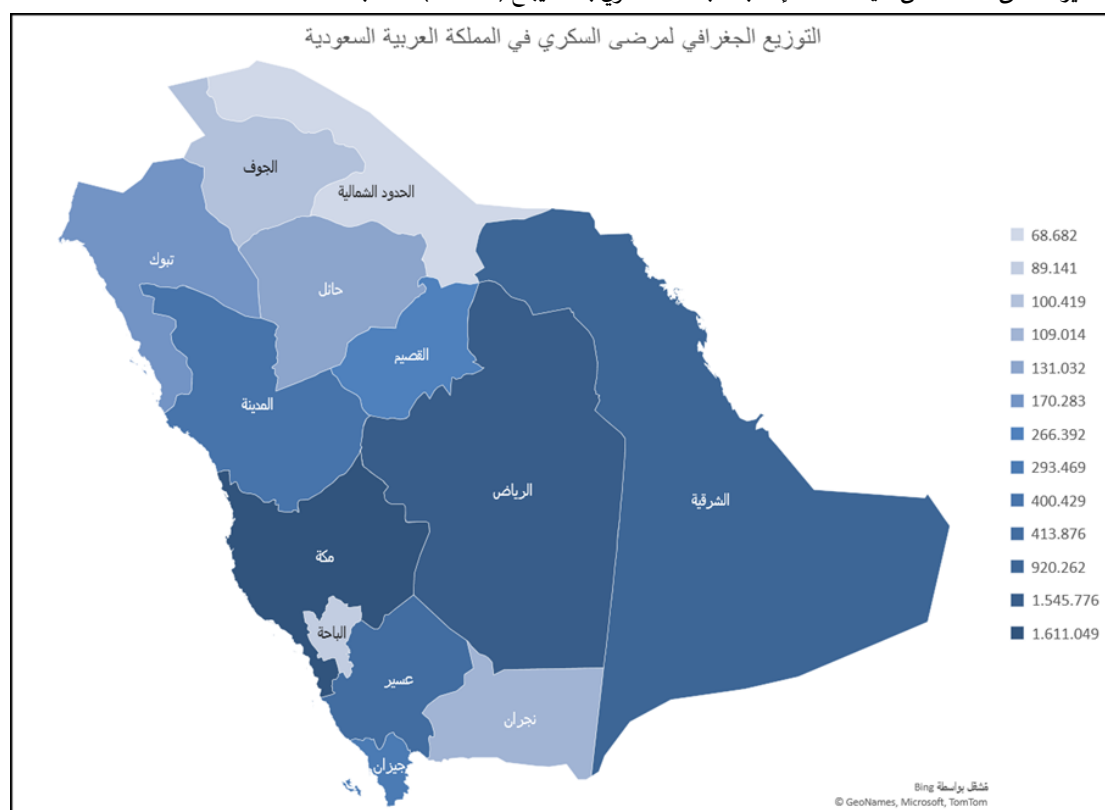 التوزيع الجغرافي لمرضى السكري في المملكة العربية السعودية
الجوف
الحدود الشمالية
تبوك
حائل
القصيم
المدينة
الرياض
الشرقية
مكة
الباحة
عسير
نجران
جيزان
68.682
89.141
100.419
109.014
131.032
170.283
266.392
293.469
400.429
413.876
920.262
1.545.776
1.611.049
مُشغّل بواسطة Bing
© GeoNames, Microsoft, TomTom